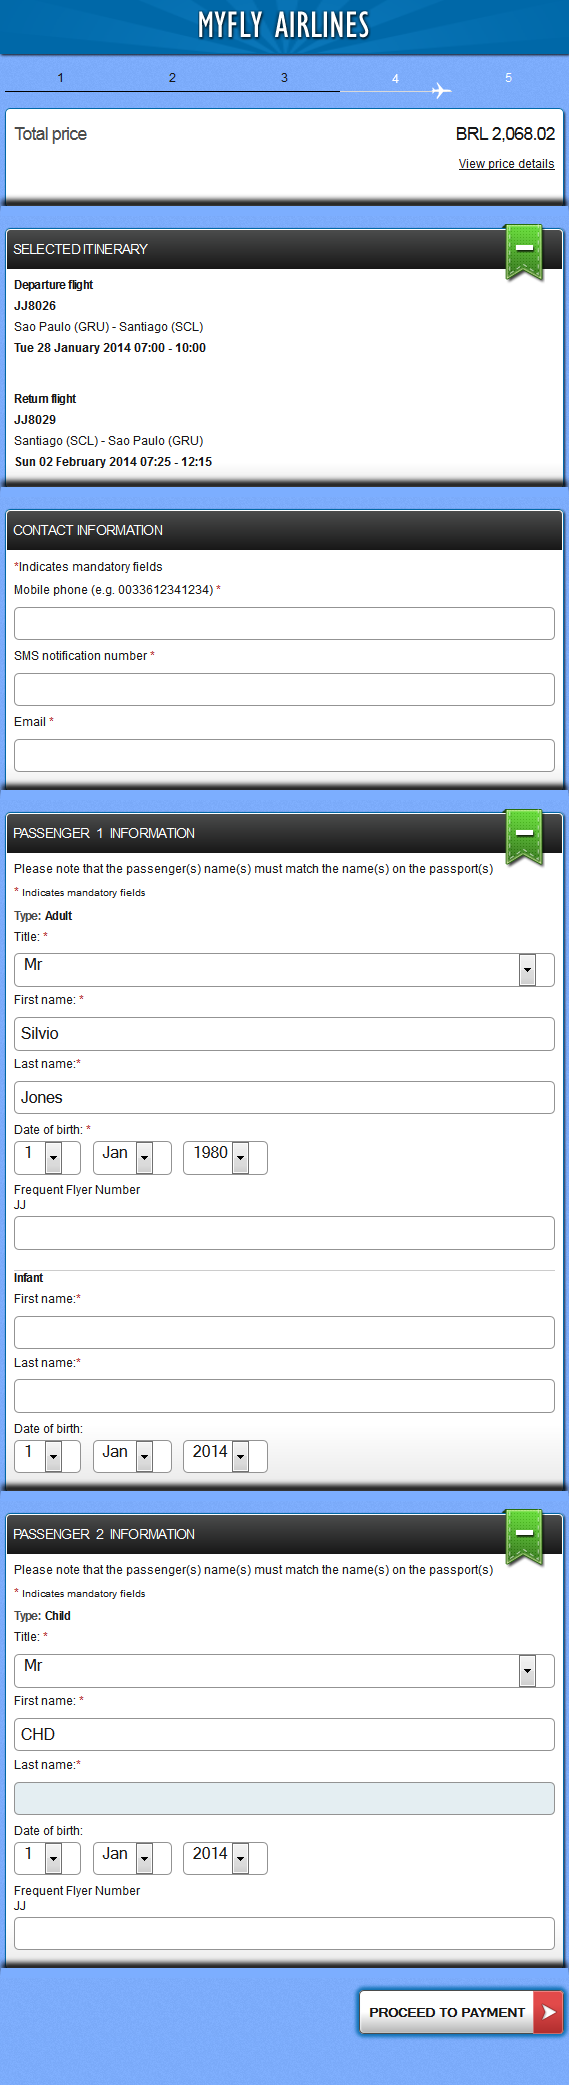 MYFLY AIRLINES
1 2 3 4 5
Total price BRL 2,068.02
View price details
SELECTED ITINERARY
Departure flight
JJ8026
Sao Paulo (GRU) - Santiago (SCL)
Tue 28 January 2014 07:00 - 10:00
Return flight
JJ8029
Santiago (SCL) - Sao Paulo (GRU)
Sun 02 February 2014 07:25 - 12:15
CONTACT INFORMATION
*Indicates mandatory fields
Mobile phone (e.g. 0033612341234) *
SMS notification number *
Email *
PASSENGER 1 INFORMATION
Please note that the passenger(s) name(s) must match the name(s) on the passport(s)
* Indicates mandatory fields
Type: Adult
Title: *
Mr
First name: *
Silvio
Last name:*
Jones
Date of birth: *
1 Jan 1980
Frequent Flyer Number
JJ
Infant
First name:*
Last name:*
Date of birth:
1 Jan 2014
PASSENGER 2 INFORMATION
Please note that the passenger(s) name(s) must match the name(s) on the passport(s)
* Indicates mandatory fields
Type: Child
Title: *
Mr
First name: *
CHD
Last name:*
Date of birth:
1 Jan 2014
Frequent Flyer Number
JJ
PROCEED TO PAYMENT